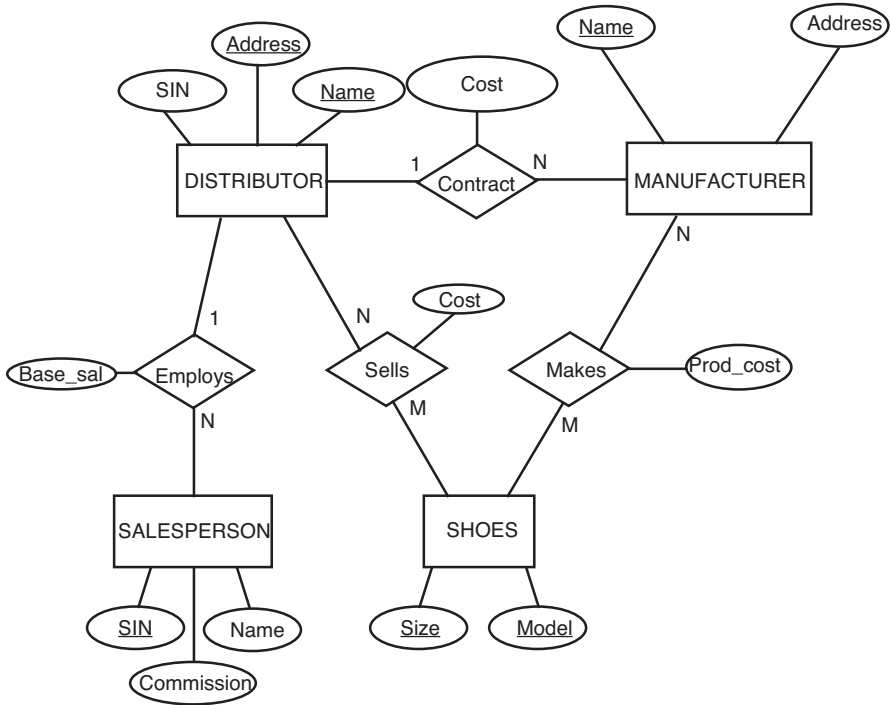 Address
Name
Address
SIN
Name
Cost
DISTRIBUTOR
1
Contract
N
MANUFACTURER
N
1
N
Cost
Base_sal
Employs
Sells
Makes
Prod_cost
N
M
M
SALESPERSON
SHOES
SIN
Name
Size
Model
Commission